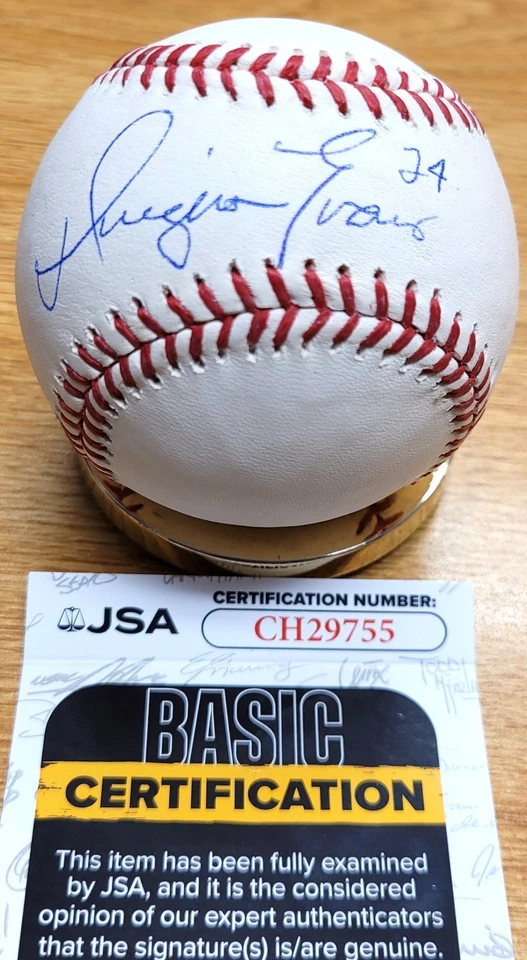 Dwight Evans 24
JSA
CERTIFICATION NUMBER:
CH29755
BASIC
CERTIFICATION
This item has been fully examined
by JSA, and it is the considered
opinion of our expert authenticators
that the signature(s) is/are genuine.